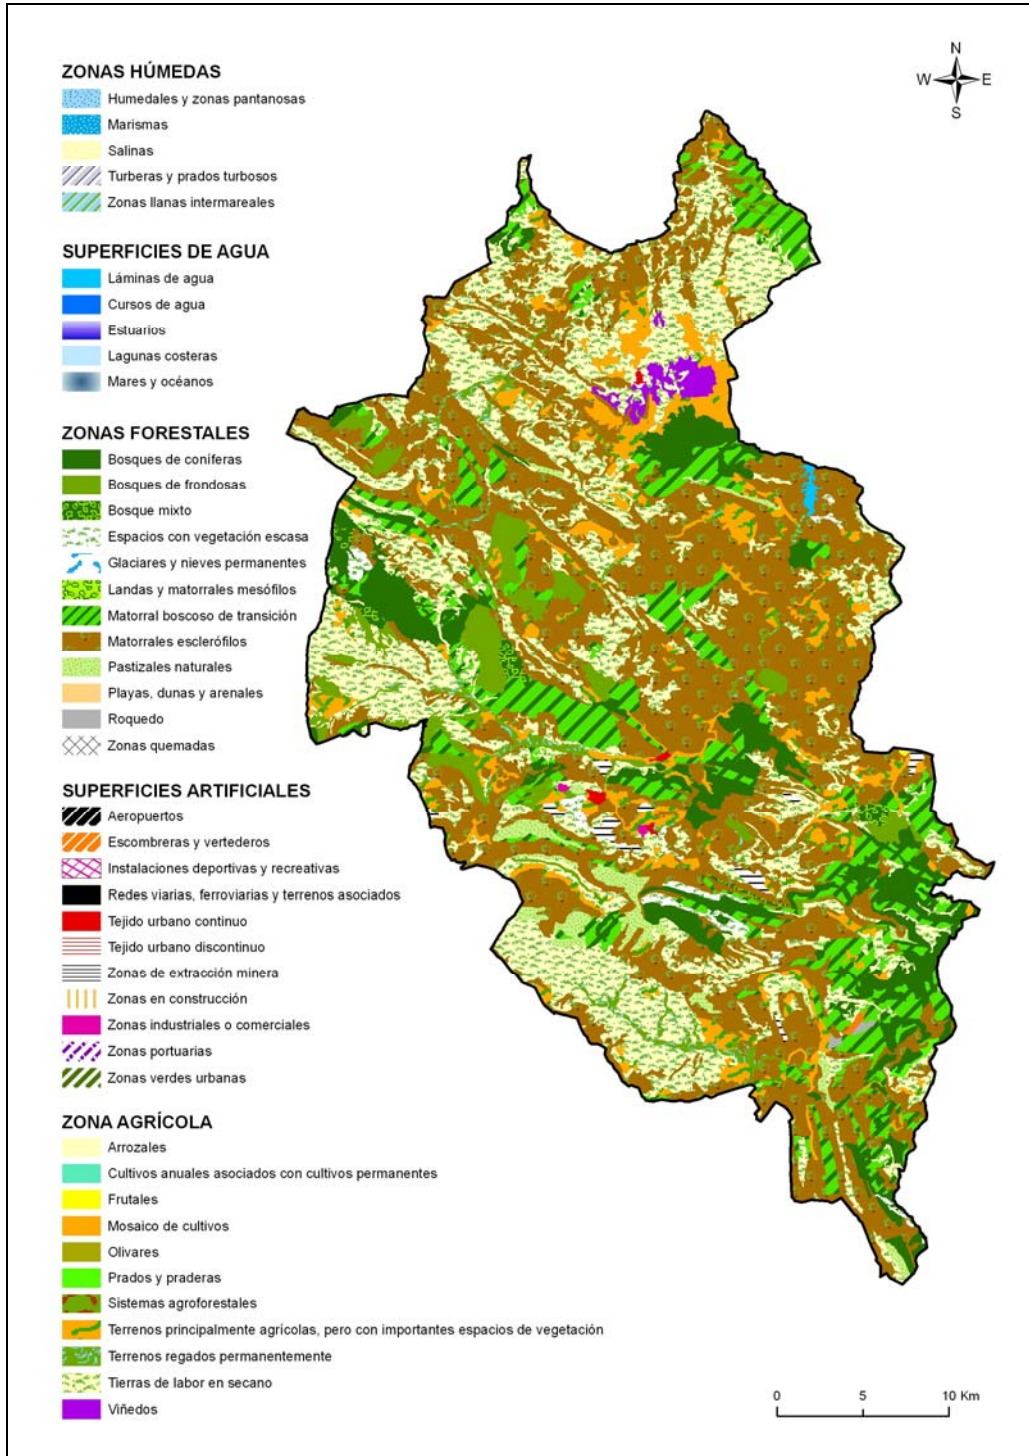 N
W E
S
ZONAS HÚMEDAS
Humedales y zonas pantanosas
Marismas
Salinas
Turberas y prados turbosos
Zonas llanas intermareales
SUPERFICIES DE AGUA
Láminas de agua
Cursos de agua
Estuarios
Lagunas costeras
Mares y océanos
ZONAS FORESTALES
Bosques de coníferas
Bosques de frondosas
Bosque mixto
Espacios con vegetación escasa
Glaciares y nieves permanentes
Landas y matorrales mesófilos
Matorral boscoso de transición
Matorrales esclerófilos
Pastizales naturales
Playas, dunas y arenales
Roquedo
Zonas quemadas
SUPERFICIES ARTIFICIALES
Aeropuertos
Escombreras y vertederos
Instalaciones deportivas y recreativas
Redes viarias, ferroviarias y terrenos asociados
Tejido urbano continuo
Tejido urbano discontinuo
Zonas de extracción minera
Zonas en construcción
Zonas industriales o comerciales
Zonas portuarias
Zonas verdes urbanas
ZONA AGRÍCOLA
Arrozales
Cultivos anuales asociados con cultivos permanentes
Frutales
Mosaico de cultivos
Olivares
Prados y praderas
Sistemas agroforestales
Terrenos principalmente agrícolas, pero con importantes espacios de vegetación
Terrenos regados permanentemente
Tierras de labor en secano
Viñedos
0 5 10 Km